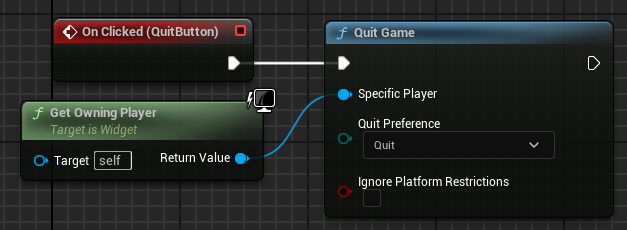 On Clicked (QuitButton)
Quit Game
Specific Player
Get Owning Player
Target is Widget
Quit Preference
Quit
Target self Return Value
Ignore Platform Restrictions